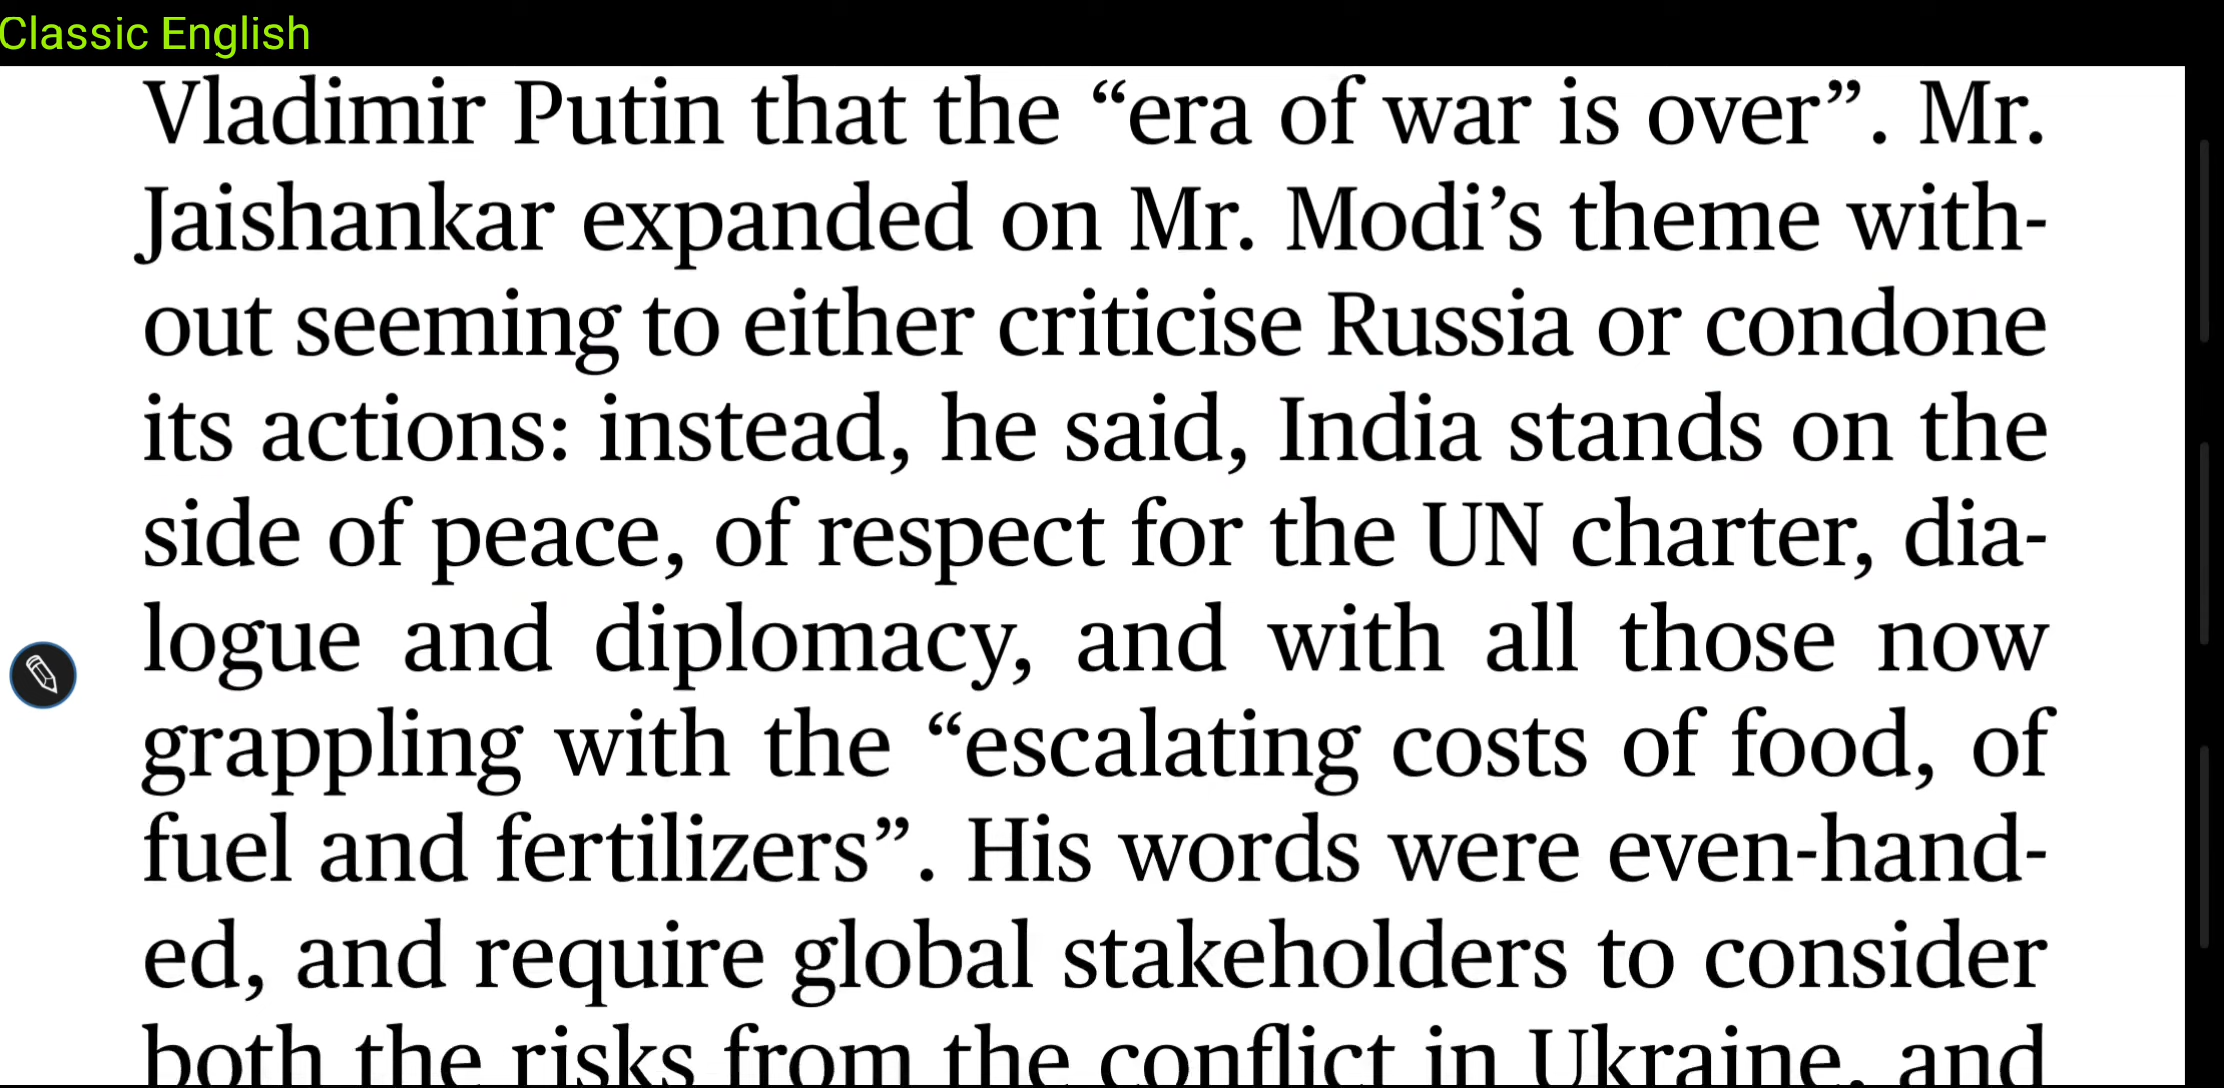 Classic English
Vladimir Putin that the “era of war is over”. Mr.
Jaishankar expanded on Mr. Modi’s theme with-
out seeming to either criticise Russia or condone
its actions: instead, he said, India stands on the
side of peace, of respect for the UN charter, dia-
logue and diplomacy, and with all those now
grappling with the “escalating costs of food, of
fuel and fertilizers”. His words were even-hand-
ed, and require global stakeholders to consider
both the risks from the conflict in Ukraine, and